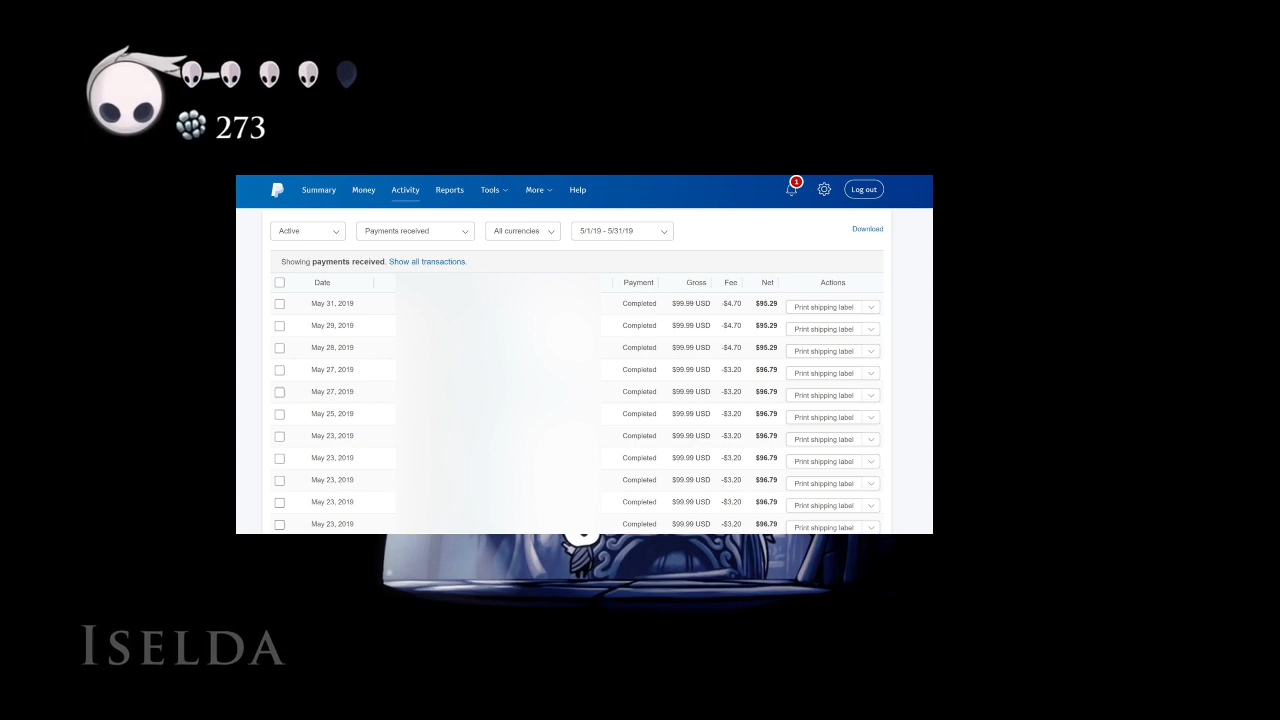 273
Summary Money Activity Reports Tools More Help 1 Log out
Active Payments received All currencies 5/1/19 - 5/31/19 Download
Showing payments received. Show all transactions.
Date Payment Gross Fee Net Actions
May 31, 2019 Completed $99.99 USD -$4.70 $95.29 Print shipping label
May 29, 2019 Completed $99.99 USD -$4.70 $95.29 Print shipping label
May 28, 2019 Completed $99.99 USD -$4.70 $95.29 Print shipping label
May 27, 2019 Completed $99.99 USD -$3.20 $96.79 Print shipping label
May 27, 2019 Completed $99.99 USD -$3.20 $96.79 Print shipping label
May 25, 2019 Completed $99.99 USD -$3.20 $96.79 Print shipping label
May 23, 2019 Completed $99.99 USD -$3.20 $96.79 Print shipping label
May 23, 2019 Completed $99.99 USD -$3.20 $96.79 Print shipping label
May 23, 2019 Completed $99.99 USD -$3.20 $96.79 Print shipping label
May 23, 2019 Completed $99.99 USD -$3.20 $96.79 Print shipping label
May 23, 2019 Completed $99.99 USD -$3.20 $96.79 Print shipping label
ISELDA